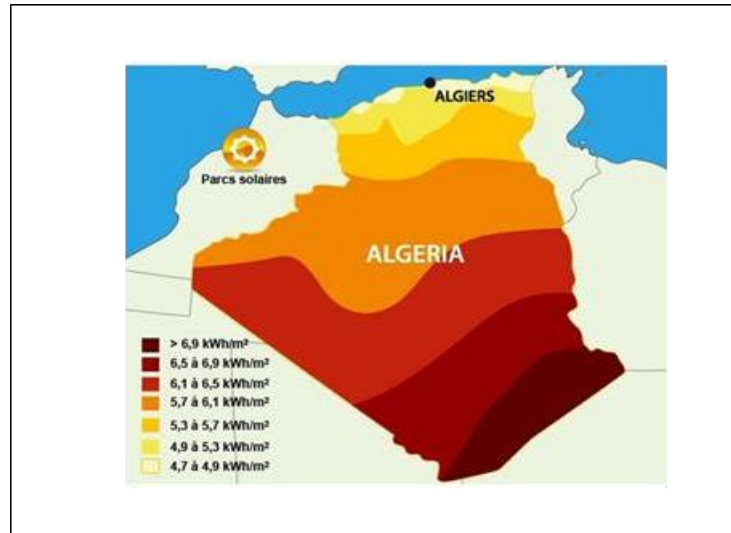 ALGIERS
Parcs solaires
ALGERIA
> 6,9 kWh/m²
6,5 à 6,9 kWh/m²
6,1 à 6,5 kWh/m²
5,7 à 6,1 kWh/m²
5,3 à 5,7 kWh/m²
4,9 à 5,3 kWh/m²
4,7 à 4,9 kWh/m²